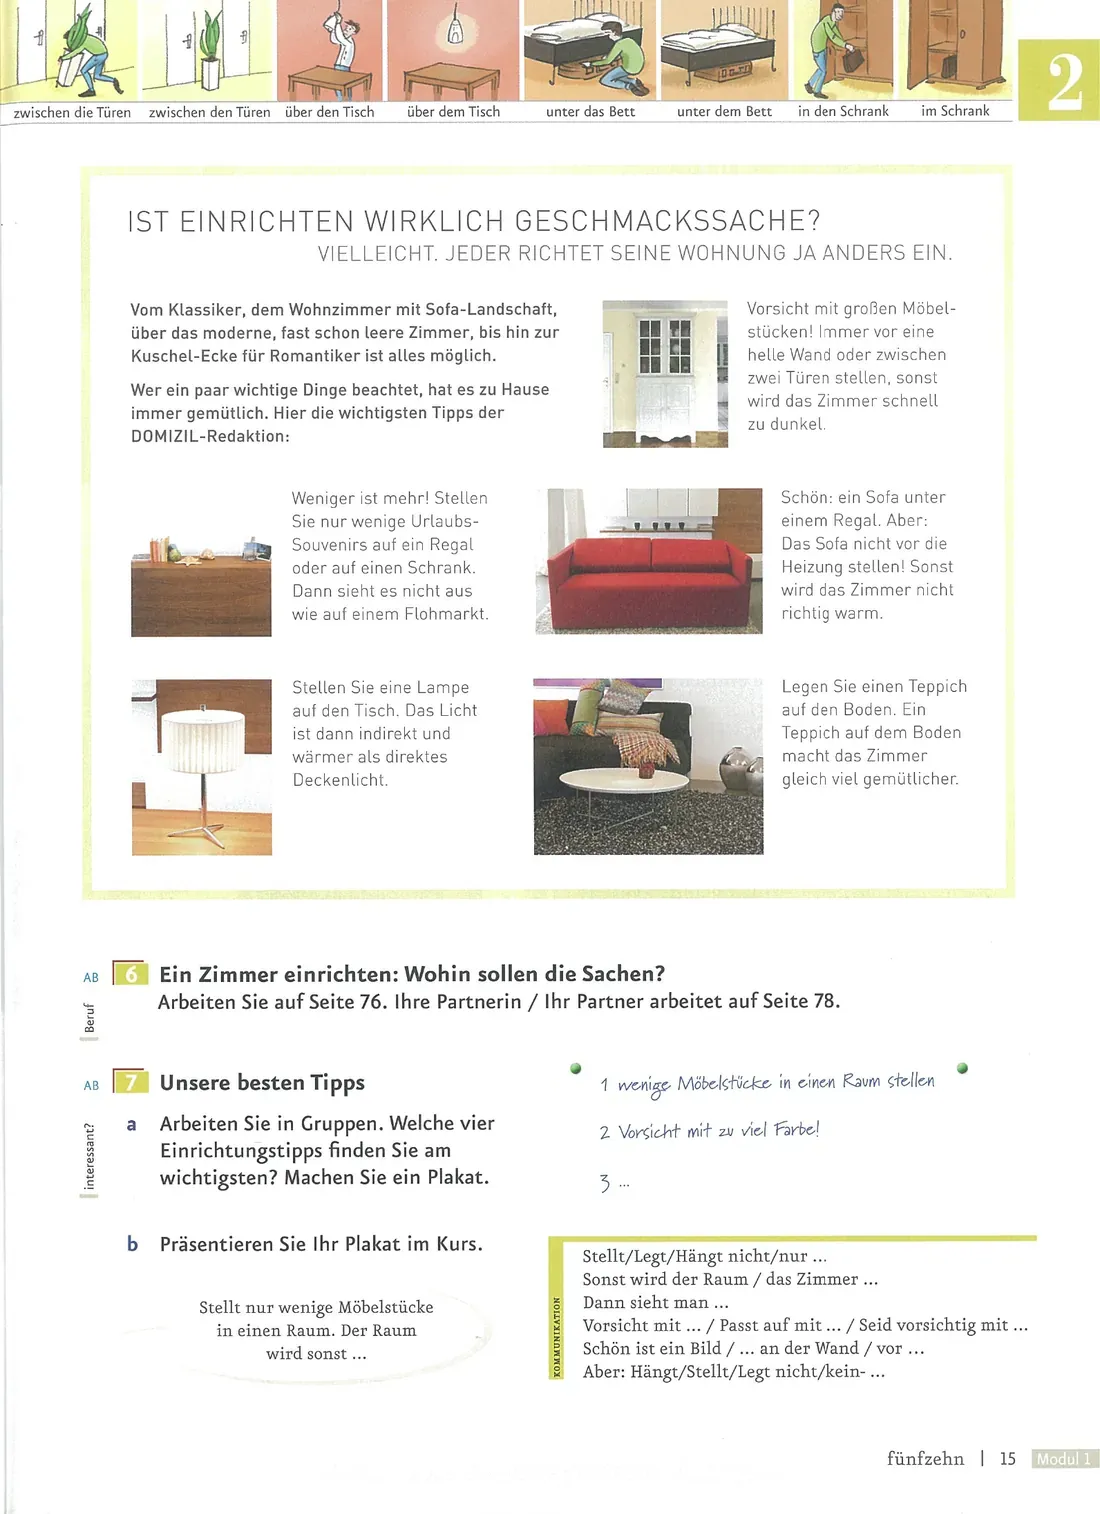 zwischen die Türen
zwischen den Türen
über den Tisch
über dem Tisch
unter das Bett
unter dem Bett
in den Schrank
im Schrank
2
IST EINRICHTEN WIRKLICH GESCHMACKSSACHE?
VIELLEICHT. JEDER RICHTET SEINE WOHNUNG JA ANDERS EIN.
Vom Klassiker, dem Wohnzimmer mit Sofa-Landschaft,
über das moderne, fast schon leere Zimmer, bis hin zur
Kuschel-Ecke für Romantiker ist alles möglich.
Wer ein paar wichtige Dinge beachtet, hat es zu Hause
immer gemütlich. Hier die wichtigsten Tipps der
DOMIZIL-Redaktion:
Vorsicht mit großen Möbel-
stücken! Immer vor eine
helle Wand oder zwischen
zwei Türen stellen, sonst
wird das Zimmer schnell
zu dunkel.
Weniger ist mehr! Stellen
Sie nur wenige Urlaubs-
Souvenirs auf ein Regal
oder auf einen Schrank.
Dann sieht es nicht aus
wie auf einem Flohmarkt.
Schön: ein Sofa unter
einem Regal. Aber:
Das Sofa nicht vor die
Heizung stellen! Sonst
wird das Zimmer nicht
richtig warm.
Stellen Sie eine Lampe
auf den Tisch. Das Licht
ist dann indirekt und
wärmer als direktes
Deckenlicht.
Legen Sie einen Teppich
auf den Boden. Ein
Teppich auf dem Boden
macht das Zimmer
gleich viel gemütlicher.
AB 6 Ein Zimmer einrichten: Wohin sollen die Sachen?
Beruf
Arbeiten Sie auf Seite 76. Ihre Partnerin / Ihr Partner arbeitet auf Seite 78.
AB 7 Unsere besten Tipps
interessant?
a Arbeiten Sie in Gruppen. Welche vier
Einrichtungstipps finden Sie am
wichtigsten? Machen Sie ein Plakat.
1 wenige Möbelstücke in einen Raum stellen
2 Vorsicht mit zu viel Farbe!
3 ...
b Präsentieren Sie Ihr Plakat im Kurs.
Stellt nur wenige Möbelstücke
in einen Raum. Der Raum
wird sonst ...
KOMMUNIKATION
Stellt/Legt/Hängt nicht/nur ...
Sonst wird der Raum / das Zimmer ...
Dann sieht man ...
Vorsicht mit ... / Passt auf mit ... / Seid vorsichtig mit ...
Schön ist ein Bild / ... an der Wand / vor ...
Aber: Hängt/Stellt/Legt nicht/kein- ...
fünfzehn | 15 Modul 1